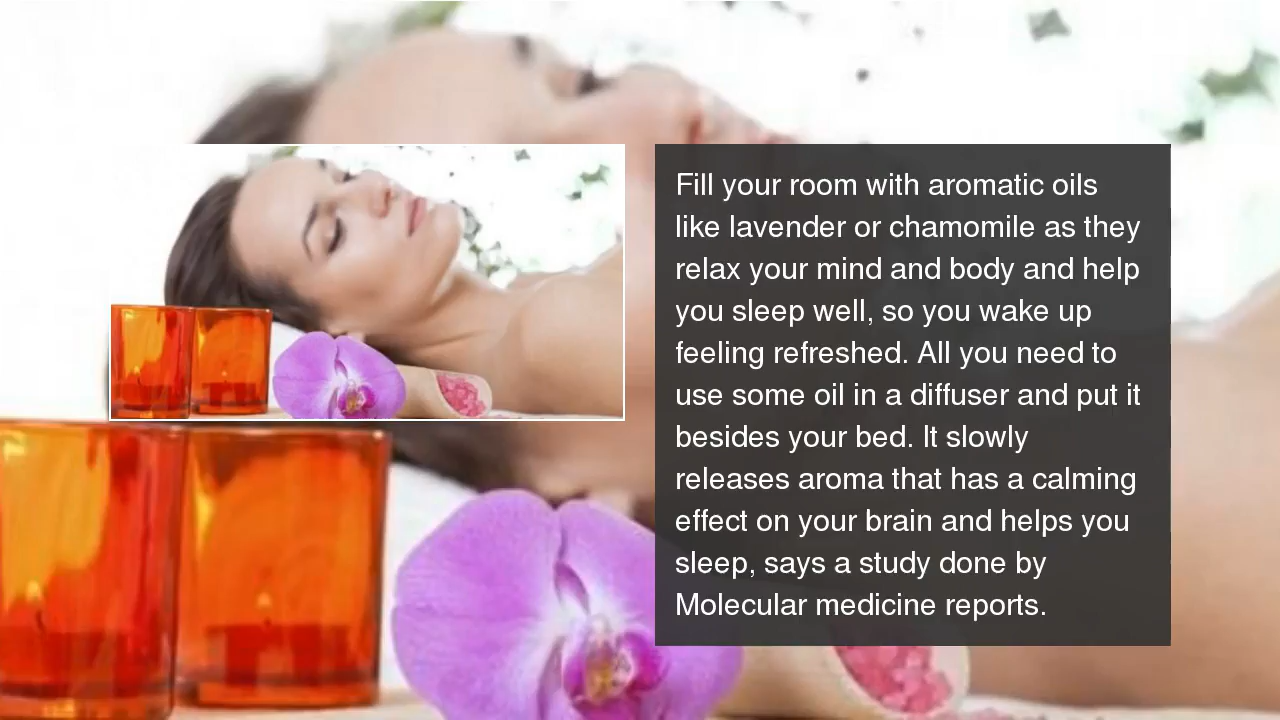 Fill your room with aromatic oils
like lavender or chamomile as they
relax your mind and body and help
you sleep well, so you wake up
feeling refreshed. All you need to
use some oil in a diffuser and put it
besides your bed. It slowly
releases aroma that has a calming
effect on your brain and helps you
sleep, says a study done by
Molecular medicine reports.